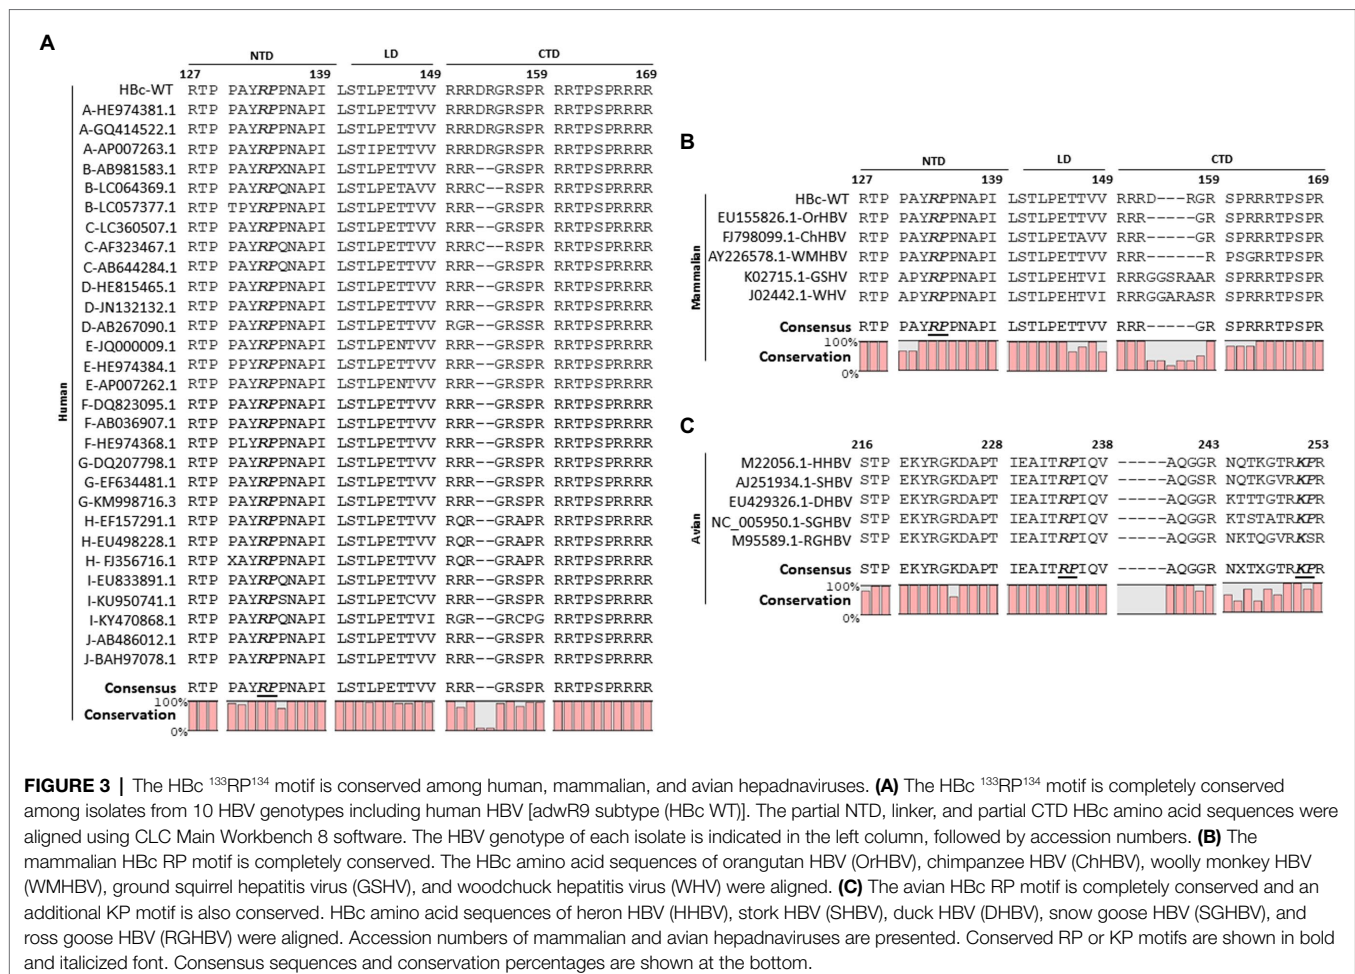 A
NTD LD CTD
127 139 149 159 169
Human
HBc-WT RTP PAYRPPNAPI LSTLPETTVV RRRDRGRSPR RRTPSPRRRR
A-HE974381.1 RTP PAYRPPNAPI LSTLPETTVV RRRDRGRSPR RRTPSPRRRR
A-GQ414522.1 RTP PAYRPPNAPI LSTLPETTVV RRRDRGRSPR RRTPSPRRRR
A-AP007263.1 RTP PAYRPPNAPI LSTIPETTVV RRRDRGRSPR RRTPSPRRRR
B-AB981583.1 RTP PAYRPXNAPI LSTLPETTVV RRR--GRSPR RRTPSPRRRR
B-LC064369.1 RTP PAYRPQNAPI LSTLPETAVV RRRC--RSPR RRTPSPRRRR
B-LC057377.1 RTP TPYRPPNAPI LSTLPETTVV RRR--GRSPR RRTPSPRRRR
C-LC360507.1 RTP PAYRPPNAPI LSTLPETTVV RRR--GRSPR RRTPSPRRRR
C-AF323467.1 RTP PAYRPQNAPI LSTLPETTVV RRRC--RSPR RRTPSPRRRR
C-AB644284.1 RTP PAYRPQNAPI LSTLPETTVV RRR--GRSPR RRTPSPRRRR
D-HE815465.1 RTP PAYRPPNAPI LSTLPETTVV RRR--GRSPR RRTPSPRRRR
D-JN132132.1 RTP PAYRPPNAPI LSTLPETTVV RRR--GRSPR RRTPSPRRRR
D-AB267090.1 RTP PAYRPPNAPI LSTLPETTVV RGR--GRSSR RRTPSPRRRR
E-JQ000009.1 RTP PAYRPPNAPI LSTLPENTVV RRR--GRSPR RRTPSPRRRR
E-HE974384.1 RTP PPYRPPNAPI LSTLPETTVV RRR--GRSPR RRTPSPRRRR
E-AP007262.1 RTP PAYRPPNAPI LSTLPENTVV RRR--GRSPR RRTPSPRRRR
F-DQ823095.1 RTP PAYRPPNAPI LSTLPETTVV RRR--GRSPR RRTPSPRRRR
F-AB036907.1 RTP PAYRPPNAPI LSTLPETTVV RRR--GRSPR RRTPSPRRRR
F-HE974368.1 RTP PLYRPPNAPI LSTLPETTVV RRR--GRSPR RRTPSPRRRR
G-DQ207798.1 RTP PAYRPPNAPI LSTLPETTVV RRR--GRSPR RRTPSPRRRR
G-EF634481.1 RTP PAYRPPNAPI LSTLPETTVV RRR--GRSPR RRTPSPRRRR
G-KM998716.3 RTP PAYRPPNAPI LSTLPETTVV RRR--GRSPR RRTPSPRRRR
H-EF157291.1 RTP PAYRPPNAPI LSTLPETTVV RQR--GRAPR RRTPSPRRRR
H-EU498228.1 RTP PAYRPPNAPI LSTLPETTVV RQR--GRAPR RRTPSPRRRR
H- FJ356716.1 RTP XAYRPPNAPI LSTLPETTVV RQR--GRAPR RRTPSPRRRR
I-EU833891.1 RTP PAYRPQNAPI LSTLPETTVV RRR--GRSPR RRTPSPRRRR
I-KU950741.1 RTP PAYRPSNAPI LSTLPETCVV RRR--GRSPR RRTPSPRRRR
I-KY470868.1 RTP PAYRPQNAPI LSTLPETTVI RGR--GRCPG RRTPSPRRRR
J-AB486012.1 RTP PAYRPPNAPI LSTLPETTVV RRR--GRSPR RRTPSPRRRR
J-BAH97078.1 RTP PAYRPPNAPI LSTLPETTVV RRR--GRSPR RRTPSPRRRR
Consensus RTP PAYRPPNAPI LSTLPETTVV RRR--GRSPR RRTPSPRRRR
100%
Conservation
0%
B
NTD LD CTD
127 139 149 159 169
Mammalian
HBc-WT RTP PAYRPPNAPI LSTLPETTVV RRRD---RGR SPRRRTPSPR
EU155826.1-OrHBV RTP PAYRPPNAPI LSTLPETTVV RRR-----GR SPRRRTPSPR
FJ798099.1-ChHBV RTP PAYRPPNAPI LSTLPETAVV RRR-----GR SPRRRTPSPR
AY226578.1-WMHBV RTP PAYRPPNAPI LSTLPETTVV RRR------R PSGRRTPSPR
K02715.1-GSHV RTP APYRPPNAPI LSTLPEHTVI RRRGGSRAAR SPRRRTPSPR
J02442.1-WHV RTP APYRPPNAPI LSTLPEHTVI RRRGGARASR SPRRRTPSPR
Consensus RTP PAYRPPNAPI LSTLPETTVV RRR-----GR SPRRRTPSPR
100%
Conservation
0%
C
216 228 238 243 253
Avian
M22056.1-HHBV STP EKYRGKDAPT IEAITRPIQV -----AQGGR NQTKGTRKPR
AJ251934.1-SHBV STP EKYRGKDAPT IEAITRPIQV -----AQGSR NQTKGVRKPR
EU429326.1-DHBV STP EKYRGKDAPT IEAITRPIQV -----AQGGR KTTTGTRKPR
NC_005950.1-SGHBV STP EKYRGRDAPT IEAITRPIQV -----AQGGR KTSTATRKPR
M95589.1-RGHBV STP EKYRGKDAPT IEAITRPIQV -----AQGGR NKTQGVRKSR
Consensus STP EKYRGKDAPT IEAITRPIQV -----AQGGR NXTXGTRKPR
100%
Conservation
0%
FIGURE 3 | The HBc 133RP134 motif is conserved among human, mammalian, and avian hepadnaviruses. (A) The HBc 133RP134 motif is completely conserved
among isolates from 10 HBV genotypes including human HBV [adwR9 subtype (HBc WT)]. The partial NTD, linker, and partial CTD HBc amino acid sequences were
aligned using CLC Main Workbench 8 software. The HBV genotype of each isolate is indicated in the left column, followed by accession numbers. (B) The
mammalian HBc RP motif is completely conserved. The HBc amino acid sequences of orangutan HBV (OrHBV), chimpanzee HBV (ChHBV), woolly monkey HBV
(WMHBV), ground squirrel hepatitis virus (GSHV), and woodchuck hepatitis virus (WHV) were aligned. (C) The avian HBc RP motif is completely conserved and an
additional KP motif is also conserved. HBc amino acid sequences of heron HBV (HHBV), stork HBV (SHBV), duck HBV (DHBV), snow goose HBV (SGHBV), and
ross goose HBV (RGHBV) were aligned. Accession numbers of mammalian and avian hepadnaviruses are presented. Conserved RP or KP motifs are shown in bold
and italicized font. Consensus sequences and conservation percentages are shown at the bottom.